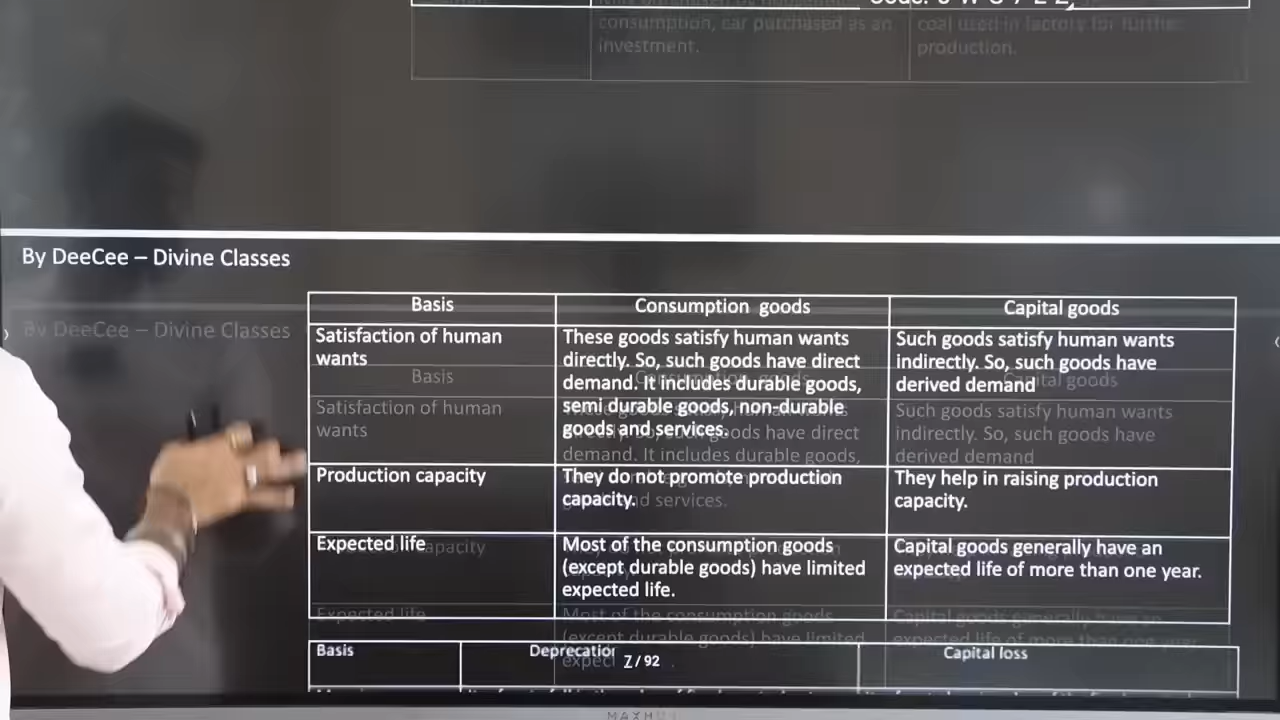 consumption, car purchased as an
investment.
coal used in factory for further
production.
By DeeCee – Divine Classes
Basis
Consumption goods
Capital goods
Satisfaction of human
wants
These goods satisfy human wants
directly. So, such goods have direct
demand. It includes durable goods,
semi durable goods, non-durable
goods and services.
Such goods satisfy human wants
indirectly. So, such goods have
derived demand
Production capacity
They do not promote production
capacity.
They help in raising production
capacity.
Expected life
Most of the consumption goods
(except durable goods) have limited
expected life.
Capital goods generally have an
expected life of more than one year.
Basis
Capital loss
7/92